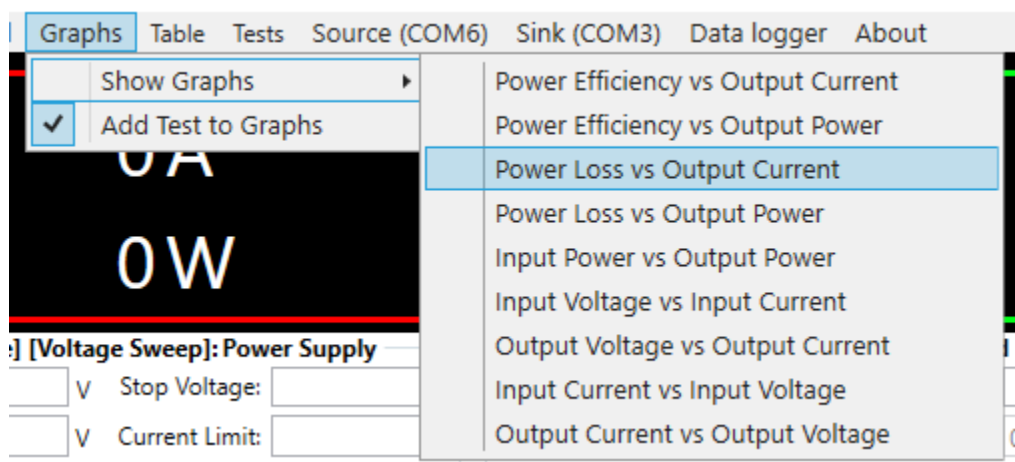 Graphs Table Tests Source (COM6) Sink (COM3) Data logger About
Show Graphs
Add Test to Graphs
Power Efficiency vs Output Current
Power Efficiency vs Output Power
Power Loss vs Output Current
Power Loss vs Output Power
Input Power vs Output Power
Input Voltage vs Input Current
Output Voltage vs Output Current
Input Current vs Input Voltage
Output Current vs Output Voltage
0 A
0 W
[Voltage Sweep]: Power Supply
V Stop Voltage:
V Current Limit: